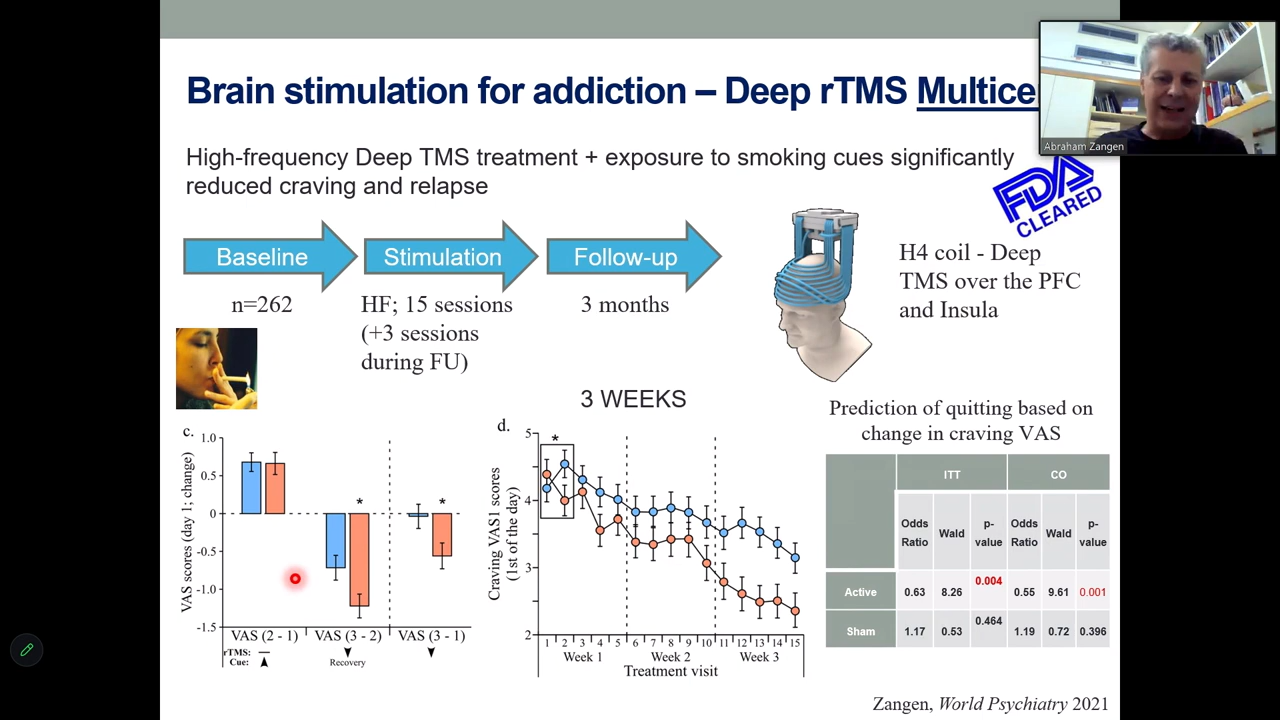 Brain stimulation for addiction – Deep rTMS Multice
Abraham Zangen
High-frequency Deep TMS treatment + exposure to smoking cues significantly
reduced craving and relapse
FDA
CLEARED
Baseline
Stimulation
Follow-up
n=262
HF; 15 sessions
(+3 sessions
during FU)
3 months
H4 coil - Deep
TMS over the PFC
and Insula
3 WEEKS
c.
VAS scores (day 1; change)
1.0
0.5
0
-0.5
-1.0
-1.5
* *
VAS (2 - 1) VAS (3 - 2) VAS (3 - 1)
rTMS:
Cue:
Recovery
d.
Craving VAS1 scores
(1st of the day)
5
4
3
2
*
1 2 3 4 5 6 7 8 9 10 11 12 13 14 15
Week 1 Week 2 Week 3
Treatment visit
Prediction of quitting based on
change in craving VAS
ITT CO
Odds Ratio Wald p-value Odds Ratio Wald p-value
Active 0.63 8.26 0.004 0.55 9.61 0.001
Sham 1.17 0.53 0.464 1.19 0.72 0.396
Zangen, World Psychiatry 2021